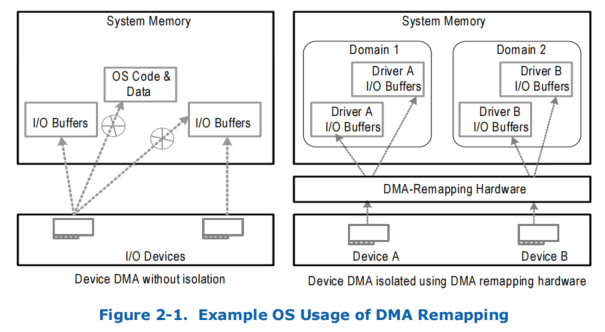 System Memory
OS Code &
Data
I/O Buffers
I/O Buffers
I/O Devices
Device DMA without isolation
System Memory
Domain 1
Driver A
I/O Buffers
Driver A
I/O Buffers
Domain 2
Driver B
I/O Buffers
Driver B
I/O Buffers
DMA-Remapping Hardware
Device A
Device B
Device DMA isolated using DMA remapping hardware
Figure 2-1. Example OS Usage of DMA Remapping